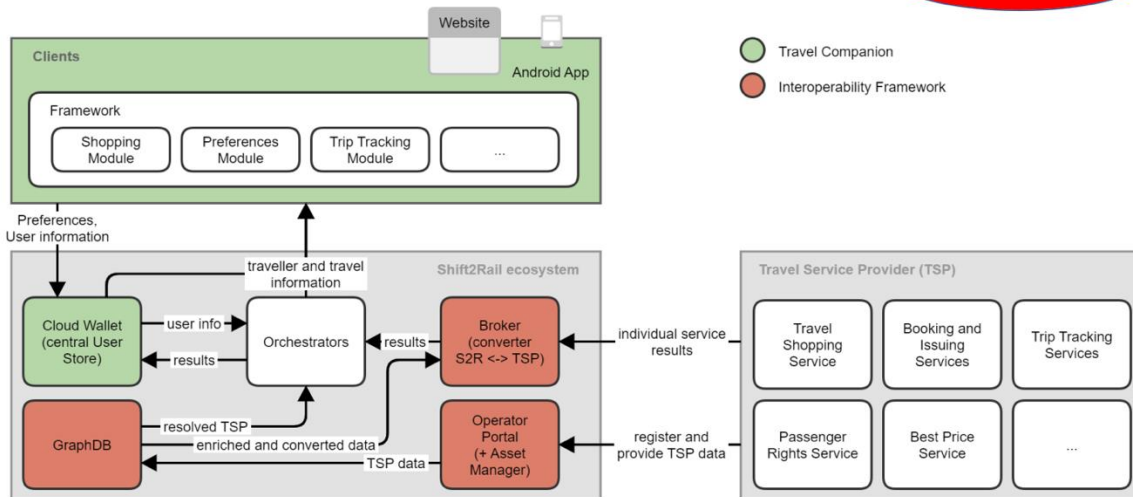 Website
Clients
Android App
Travel Companion
Interoperability Framework
Framework
Shopping
Module
Preferences
Module
Trip Tracking
Module
...
Preferences,
User information
traveller and travel
information
Shift2Rail ecosystem
Cloud Wallet
(central User
Store)
user info
results
Orchestrators
results
Broker
(converter
S2R <-> TSP)
GraphDB
resolved TSP
enriched and converted data
TSP data
Operator
Portal
(+ Asset
Manager)
individual service
results
register and
provide TSP data
Travel Service Provider (TSP)
Travel
Shopping
Service
Booking and
Issuing
Services
Trip Tracking
Services
Passenger
Rights Service
Best Price
Service
...